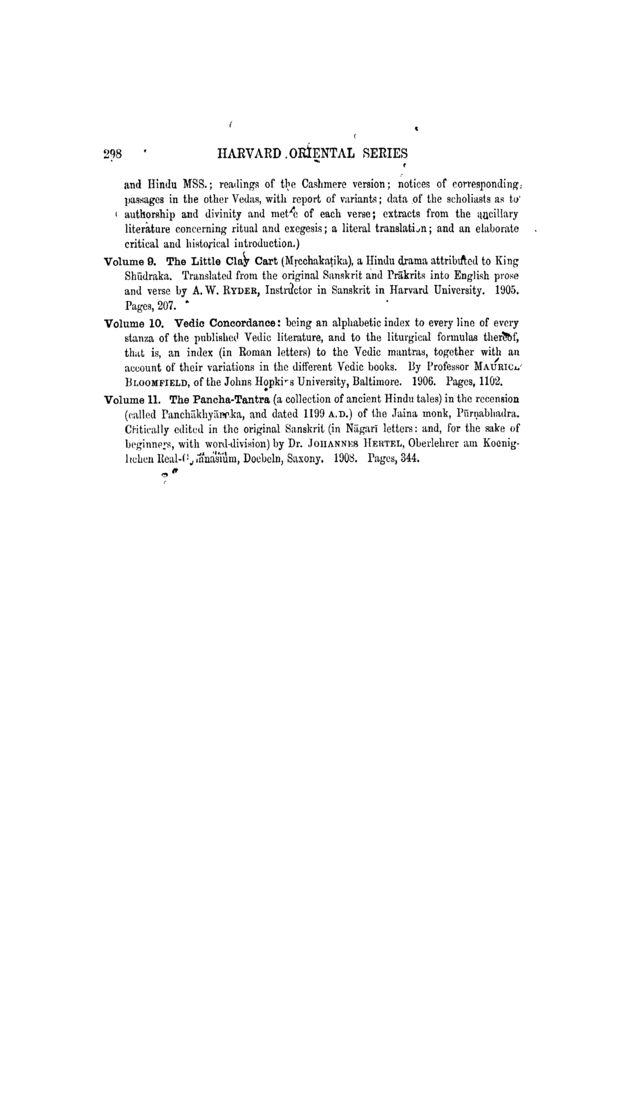 298 HARVARD ORIENTAL SERIES
and Hindu MSS.; readings of the Cashmere version; notices of corresponding
passages in the other Vedas, with report of variants; data of the scholiasts as to
authorship and divinity and metre of each verse; extracts from the ancillary
literature concerning ritual and exegesis; a literal translation; and an elaborate
critical and historical introduction.)
Volume 9. The Little Clay Cart (Mṛcchakaṭika), a Hindu drama attributed to King
Shūdraka. Translated from the original Sanskrit and Prākrits into English prose
and verse by A. W. RYDER, Instructor in Sanskrit in Harvard University. 1905.
Pages, 207.
Volume 10. Vedic Concordance: being an alphabetic index to every line of every
stanza of the published Vedic literature, and to the liturgical formulas thereof,
that is, an index (in Roman letters) to the Vedic mantras, together with an
account of their variations in the different Vedic books. By Professor MAURICE
BLOOMFIELD, of the Johns Hopkins University, Baltimore. 1906. Pages, 1102.
Volume 11. The Pancha-Tantra (a collection of ancient Hindu tales) in the recension
(called Panchākhyānaka, and dated 1199 A.D.) of the Jaina monk, Pūrṇabhadra.
Critically edited in the original Sanskrit (in Nāgarī letters: and, for the sake of
beginners, with word-division) by Dr. JOHANNES HERTEL, Oberlehrer am Koenig-
lichen Real-Gymnasium, Doebeln, Saxony. 1908. Pages, 344.